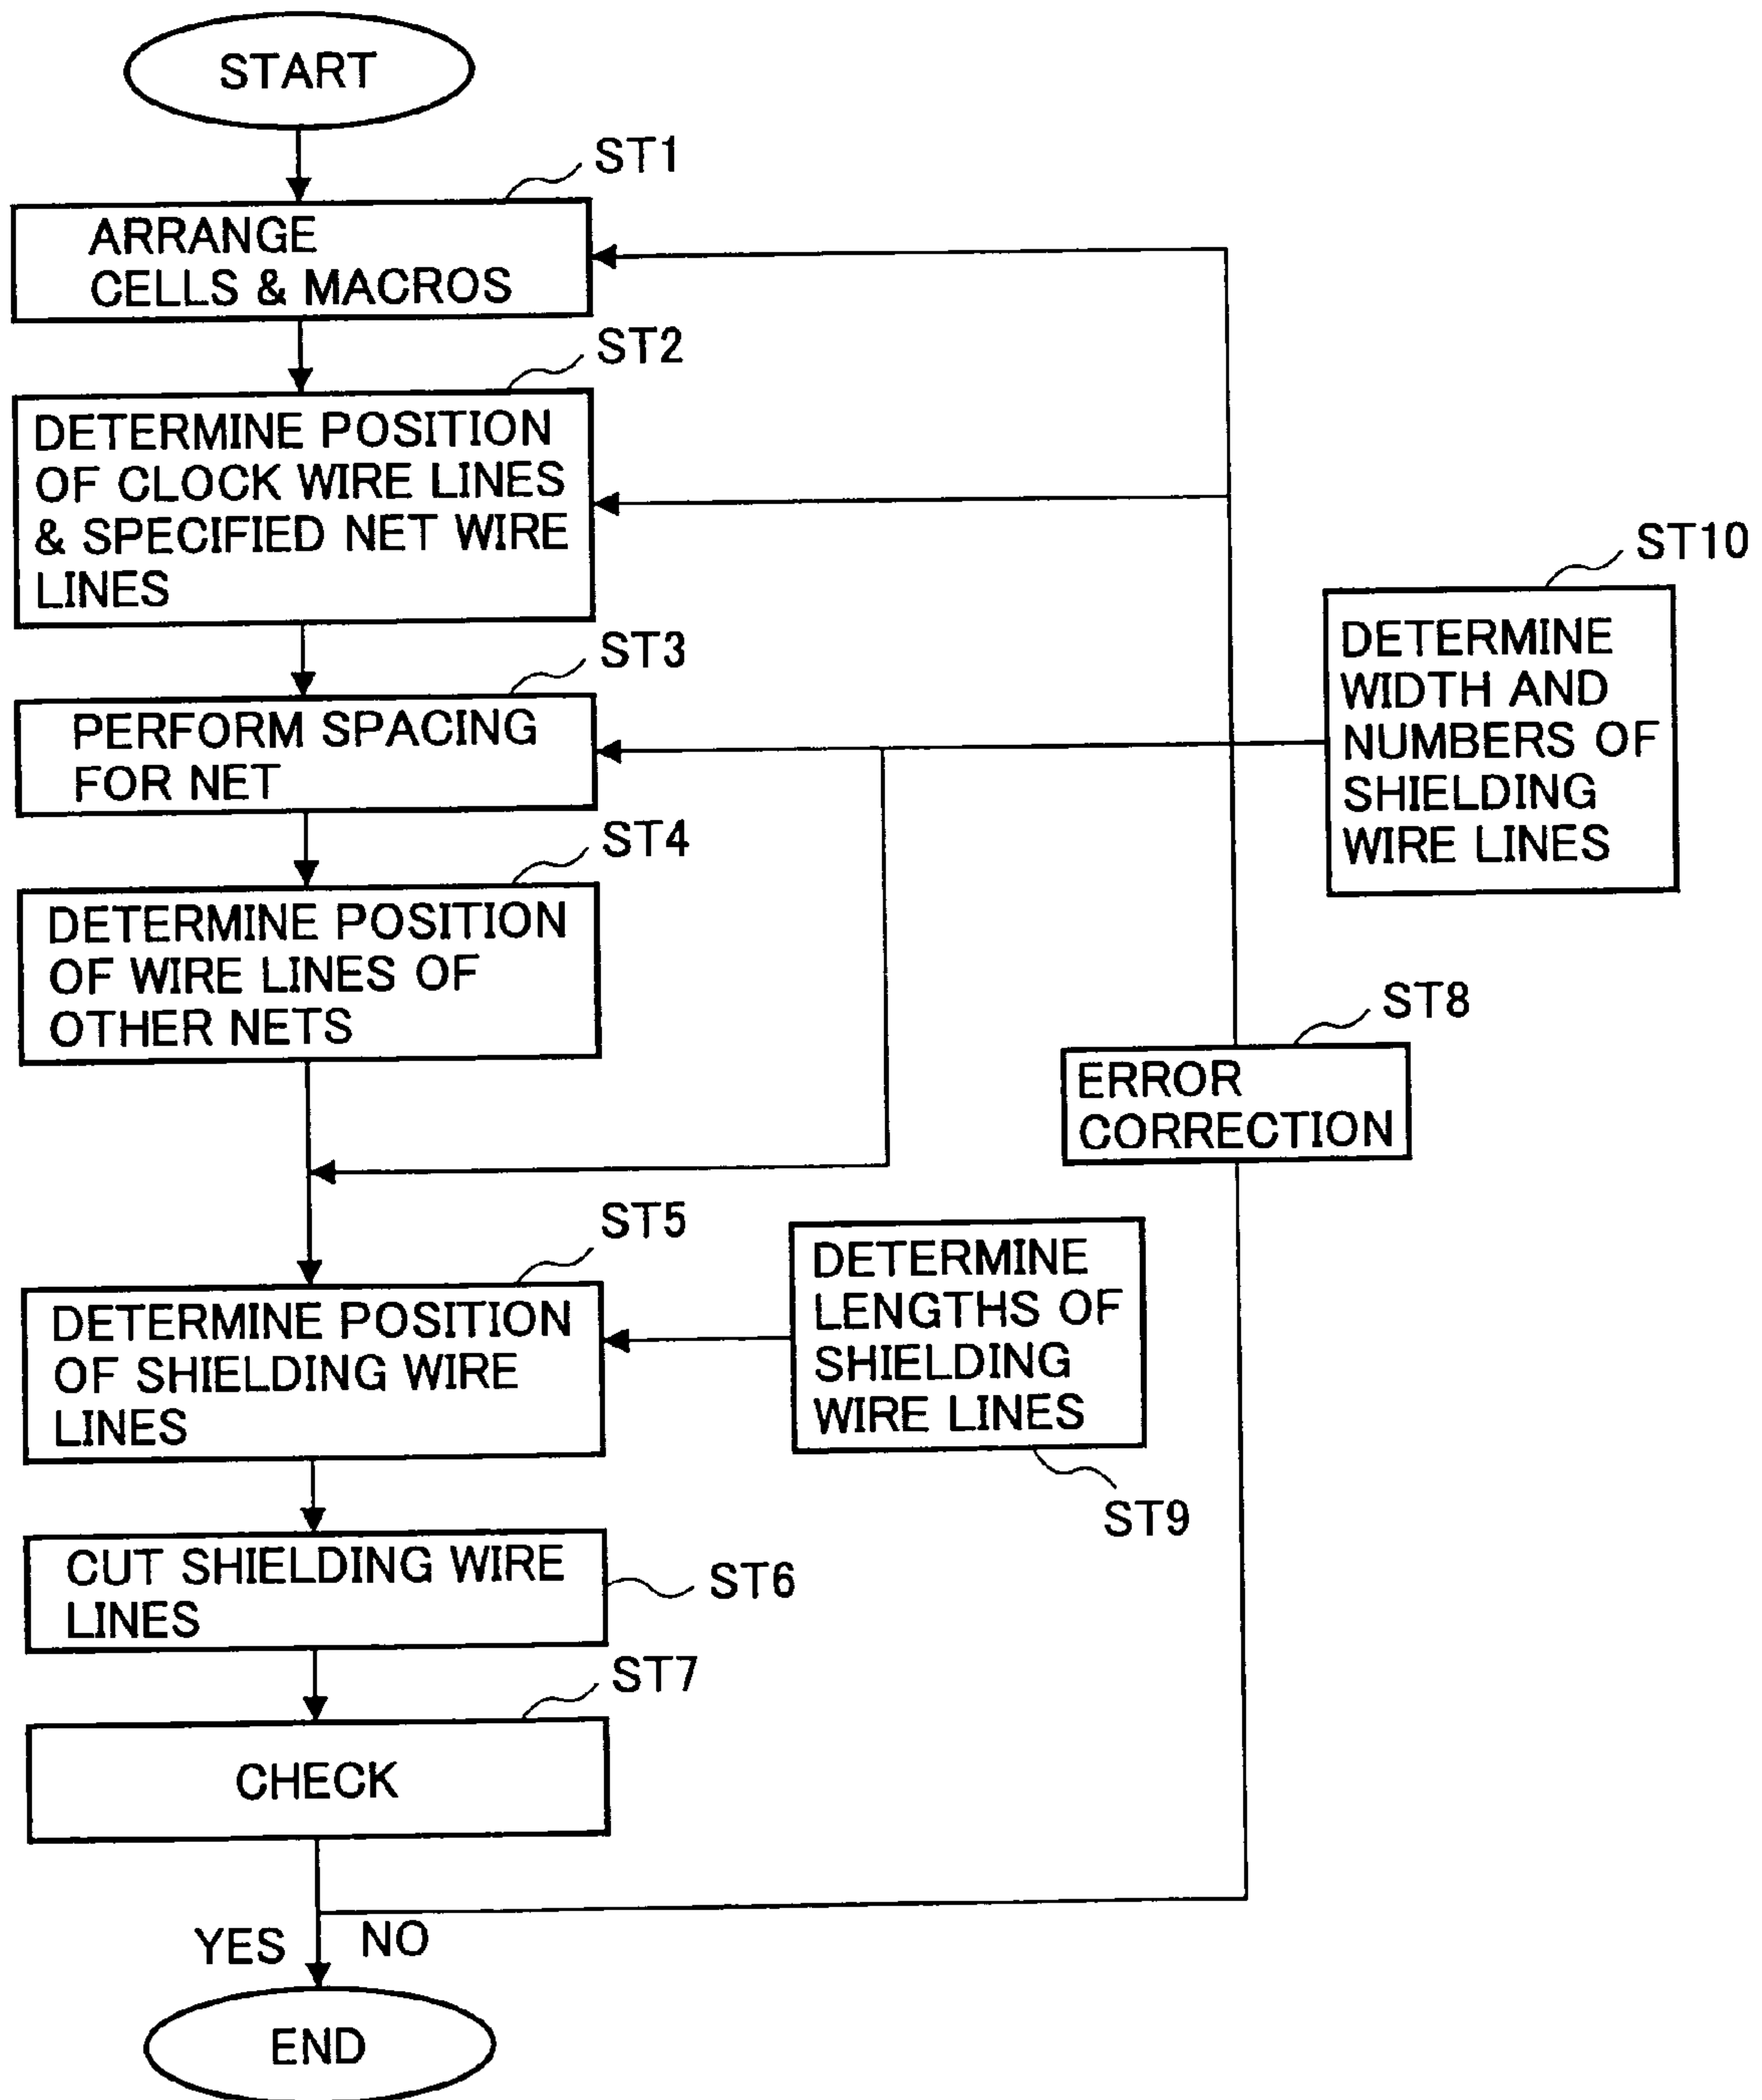 START
ST1
ARRANGE
CELLS & MACROS
ST2
DETERMINE POSITION
OF CLOCK WIRE LINES
& SPECIFIED NET WIRE
LINES
ST10
DETERMINE
WIDTH AND
NUMBERS OF
SHIELDING
WIRE LINES
ST3
PERFORM SPACING
FOR NET
ST4
DETERMINE POSITION
OF WIRE LINES OF
OTHER NETS
ST8
ERROR
CORRECTION
ST5
DETERMINE POSITION
OF SHIELDING WIRE
LINES
DETERMINE
LENGTHS OF
SHIELDING
WIRE LINES
ST9
CUT SHIELDING WIRE
LINES
ST6
ST7
CHECK
YES
NO
END